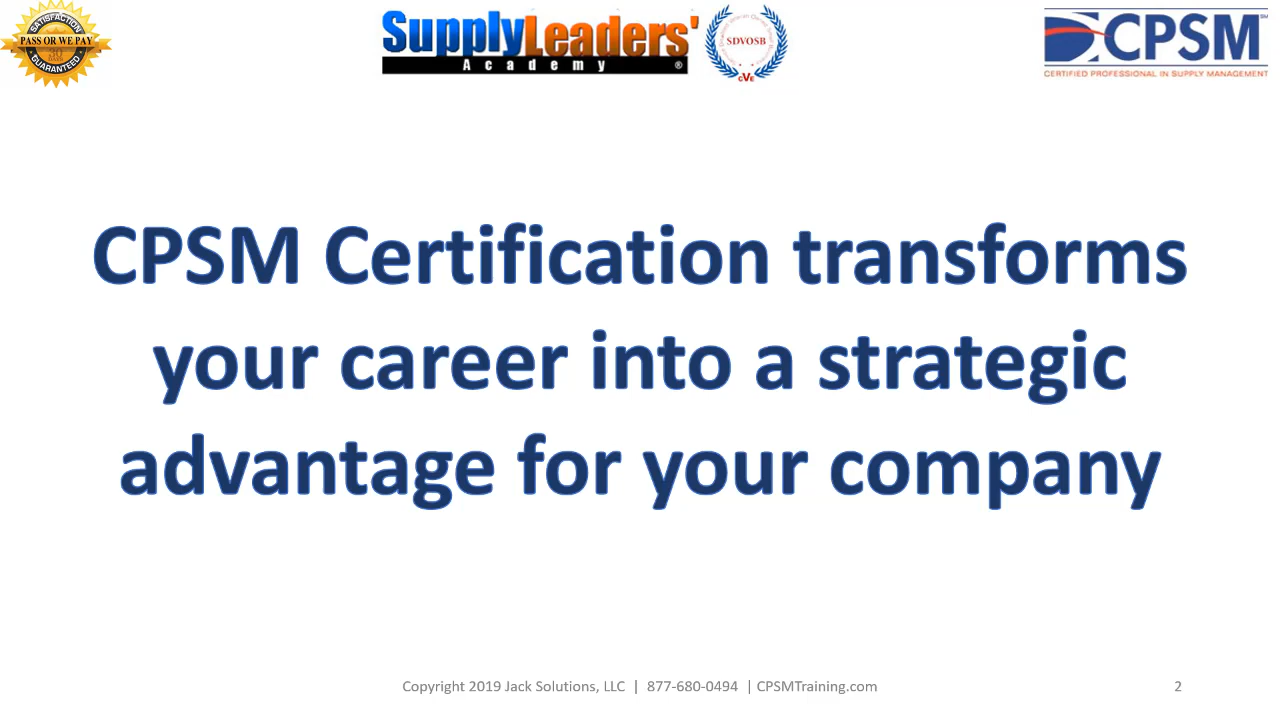 SATISFACTION
PASS OR WE PAY
GUARANTEED
SupplyLeaders'
Academy ®
SDVOSB
CVE
CPSM
CERTIFIED PROFESSIONAL IN SUPPLY MANAGEMENT
CPSM Certification transforms
your career into a strategic
advantage for your company
Copyright 2019 Jack Solutions, LLC | 877-680-0494 | CPSMTraining.com
2